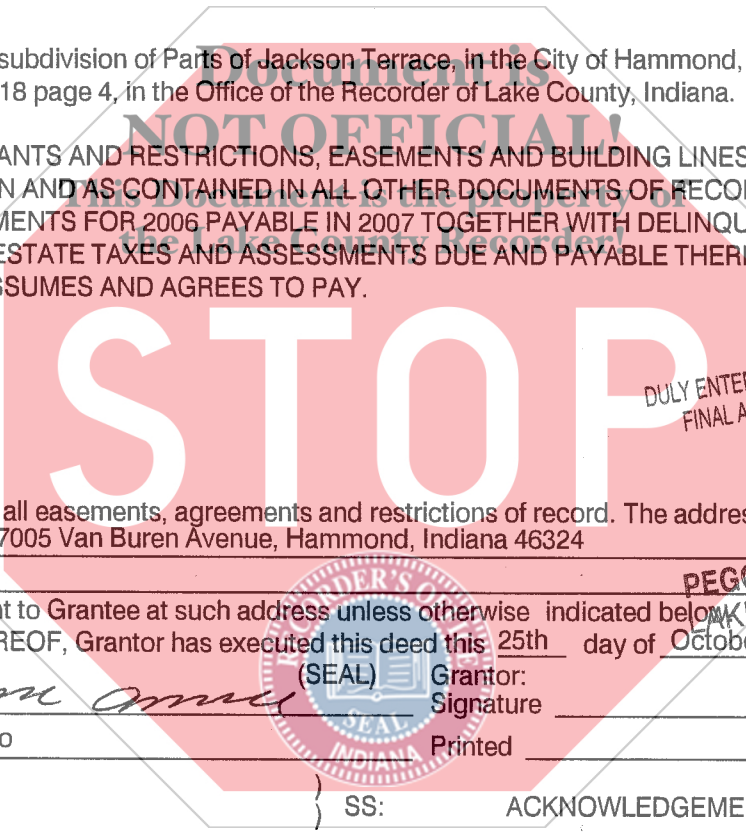 subdivision of Parts of Jackson Terrace, in the City of Hammond,
Document is
18 page 4, in the Office of the Recorder of Lake County, Indiana.
NOT OFFICIAL!
ANTS AND RESTRICTIONS, EASEMENTS AND BUILDING LINES
N AND AS CONTAINED IN ALL OTHER DOCUMENTS OF RECO
This Document is the property of
MENTS FOR 2006 PAYABLE IN 2007 TOGETHER WITH DELINQU
the Lake County Recorder!
ESTATE TAXES AND ASSESSMENTS DUE AND PAYABLE THER
SSUMES AND AGREES TO PAY.
STOP
DULY ENTE
FINAL A
all easements, agreements and restrictions of record. The addres
7005 Van Buren Avenue, Hammond, Indiana 46324
PEG
nt to Grantee at such address unless otherwise indicated below
REOF, Grantor has executed this deed this 25th day of Octobe
(SEAL) Grantor:
Signature
o Printed
RECORDER'S OFFICE
SEAL
INDIANA
SS: ACKNOWLEDGEME